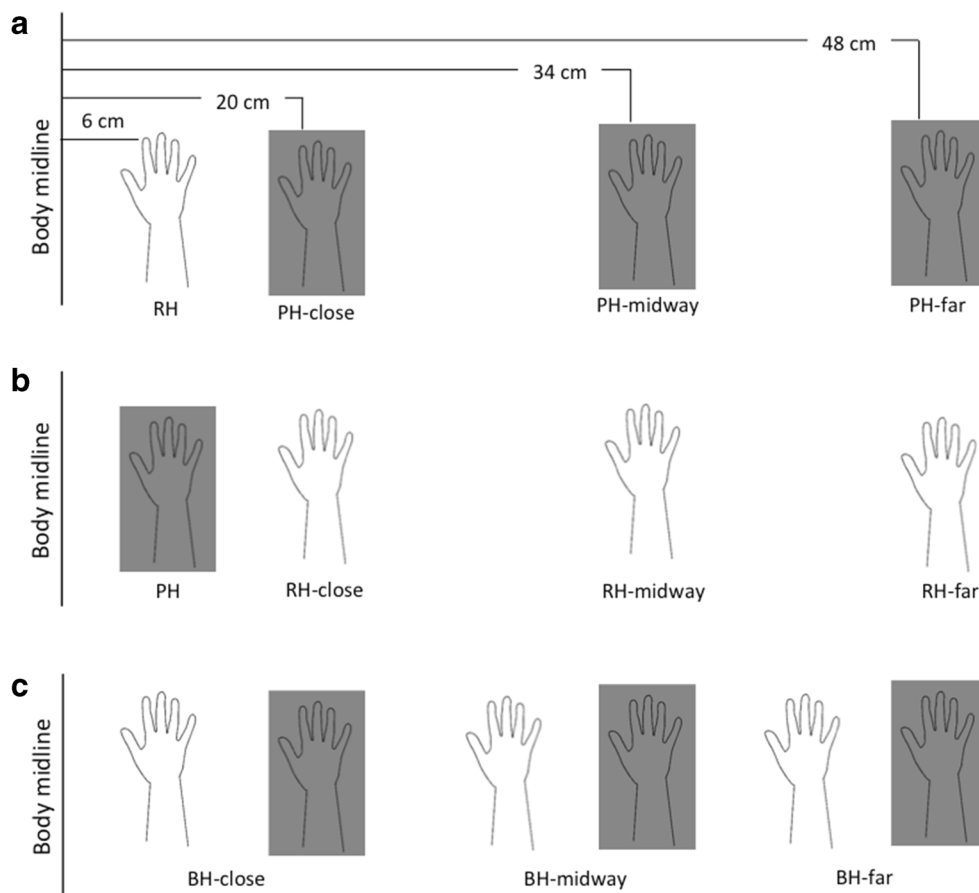 a
48 cm
34 cm
20 cm
6 cm
Body midline
RH
PH-close
PH-midway
PH-far
b
Body midline
PH
RH-close
RH-midway
RH-far
c
Body midline
BH-close
BH-midway
BH-far